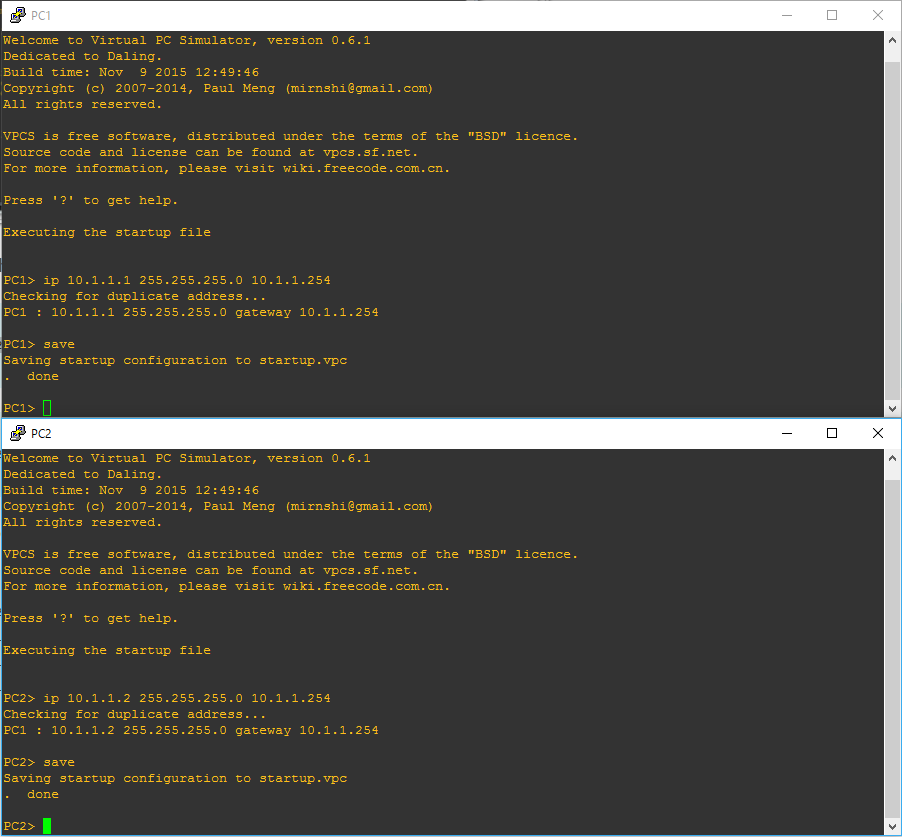 PC1
Welcome to Virtual PC Simulator, version 0.6.1
Dedicated to Daling.
Build time: Nov  9 2015 12:49:46
Copyright (c) 2007-2014, Paul Meng (mirnshi@gmail.com)
All rights reserved.
VPCS is free software, distributed under the terms of the "BSD" licence.
Source code and license can be found at vpcs.sf.net.
For more information, please visit wiki.freecode.com.cn.
Press '?' to get help.
Executing the startup file
PC1> ip 10.1.1.1 255.255.255.0 10.1.1.254
Checking for duplicate address...
PC1 : 10.1.1.1 255.255.255.0 gateway 10.1.1.254
PC1> save
Saving startup configuration to startup.vpc
.  done
PC1>
PC2
Welcome to Virtual PC Simulator, version 0.6.1
Dedicated to Daling.
Build time: Nov  9 2015 12:49:46
Copyright (c) 2007-2014, Paul Meng (mirnshi@gmail.com)
All rights reserved.
VPCS is free software, distributed under the terms of the "BSD" licence.
Source code and license can be found at vpcs.sf.net.
For more information, please visit wiki.freecode.com.cn.
Press '?' to get help.
Executing the startup file
PC2> ip 10.1.1.2 255.255.255.0 10.1.1.254
Checking for duplicate address...
PC1 : 10.1.1.2 255.255.255.0 gateway 10.1.1.254
PC2> save
Saving startup configuration to startup.vpc
.  done
PC2>